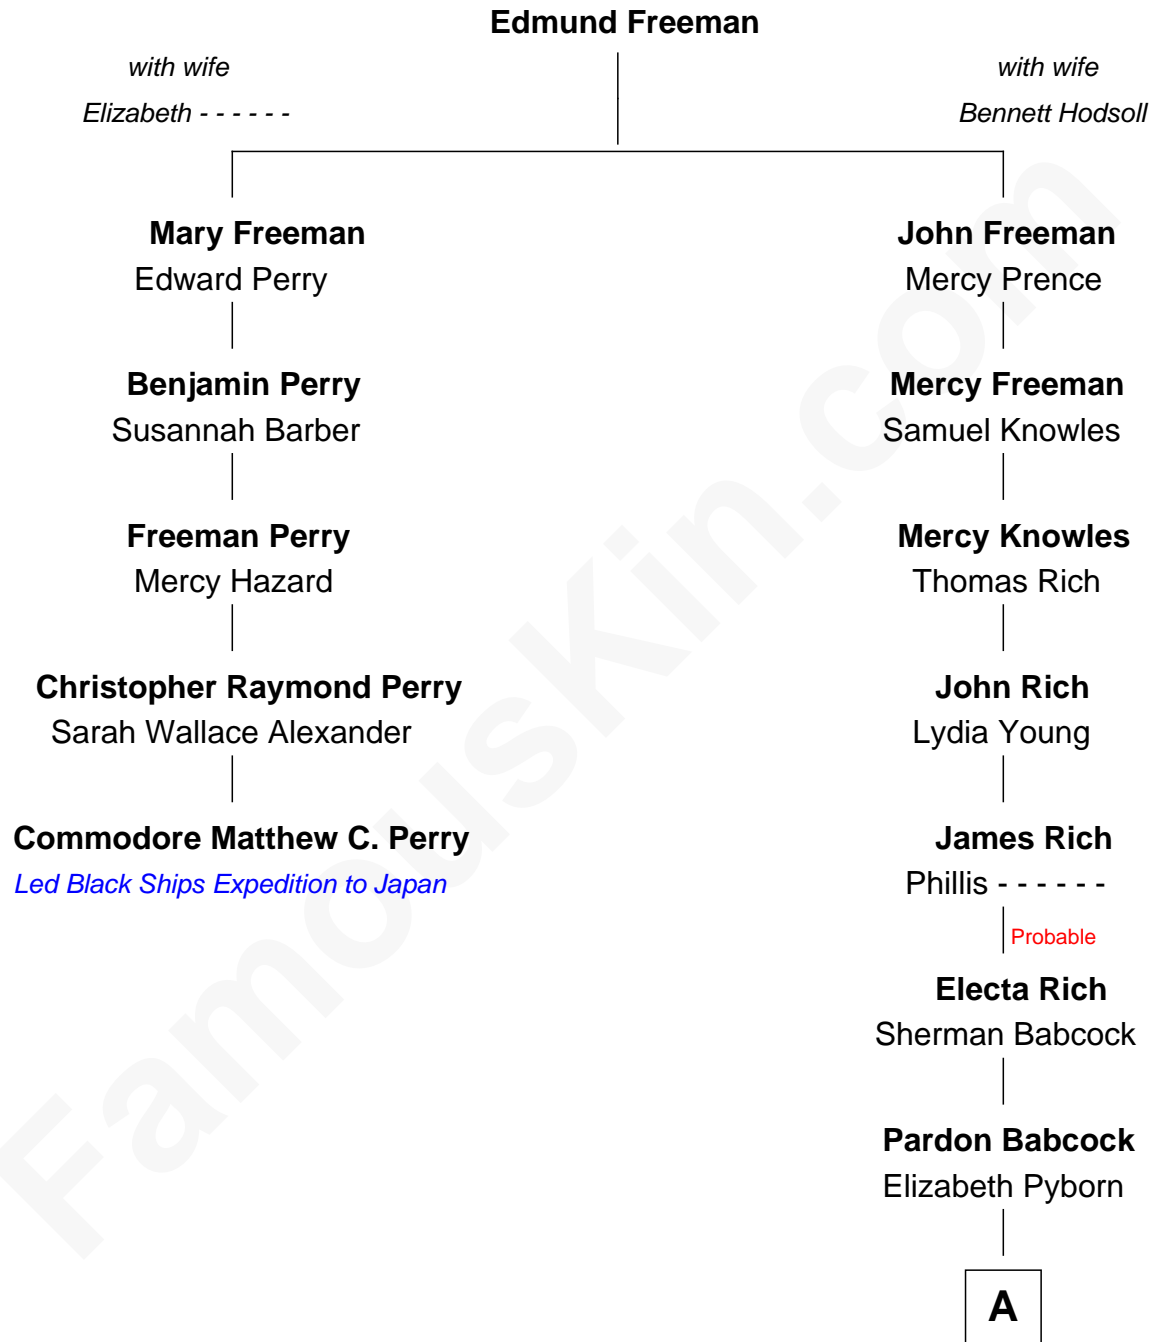 Edmund Freeman
with wife
Elizabeth - - - - - -
with wife
Bennett Hodsoll
Mary Freeman
Edward Perry
John Freeman
Mercy Prence
Benjamin Perry
Susannah Barber
Mercy Freeman
Samuel Knowles
Freeman Perry
Mercy Hazard
Mercy Knowles
Thomas Rich
Christopher Raymond Perry
Sarah Wallace Alexander
John Rich
Lydia Young
Commodore Matthew C. Perry
Led Black Ships Expedition to Japan
James Rich
Phillis - - - - - -
Probable
Electa Rich
Sherman Babcock
Pardon Babcock
Elizabeth Pyborn
A
FamousKin.com